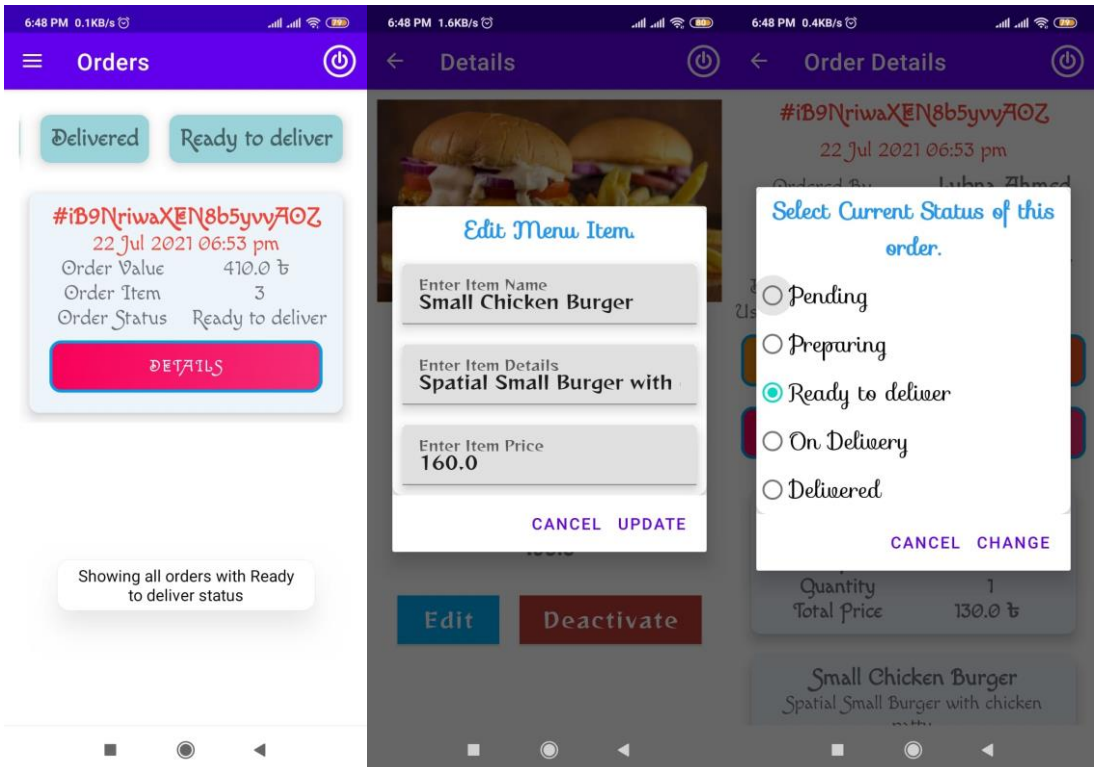 6:48 PM 0.1KB/s
79
Orders
Delivered
Ready to deliver
#iB9NriwaXEN8b5yvvAOZ
22 Jul 2021 06:53 pm
Order Value 410.0 ৳
Order Item 3
Order Status Ready to deliver
DETAILS
Showing all orders with Ready
to deliver status
6:48 PM 1.6KB/s
80
Details
Edit Menu Item.
Enter Item Name
Small Chicken Burger
Enter Item Details
Spatial Small Burger with
Enter Item Price
160.0
CANCEL UPDATE
Edit
Deactivate
6:48 PM 0.4KB/s
79
Order Details
#iB9NriwaXEN8b5yvvAOZ
22 Jul 2021 06:53 pm
Ordered By Lubna Ahmed
Select Current Status of this
order.
Pending
Preparing
Ready to deliver
On Delivery
Delivered
CANCEL CHANGE
Quantity 1
Total Price 130.0 ৳
Small Chicken Burger
Spatial Small Burger with chicken
patty